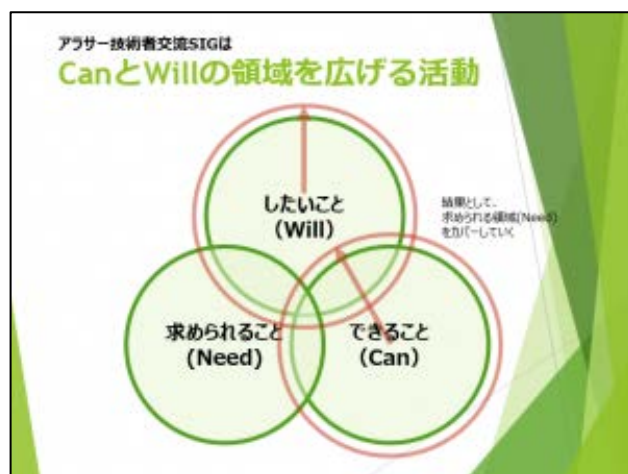 アラサー技術者交流SIGは
CanとWillの領域を広げる活動
したいこと
(Will)
結果として、
求められる領域(Need)
をカバーしていく
求められること
(Need)
できること
(Can)